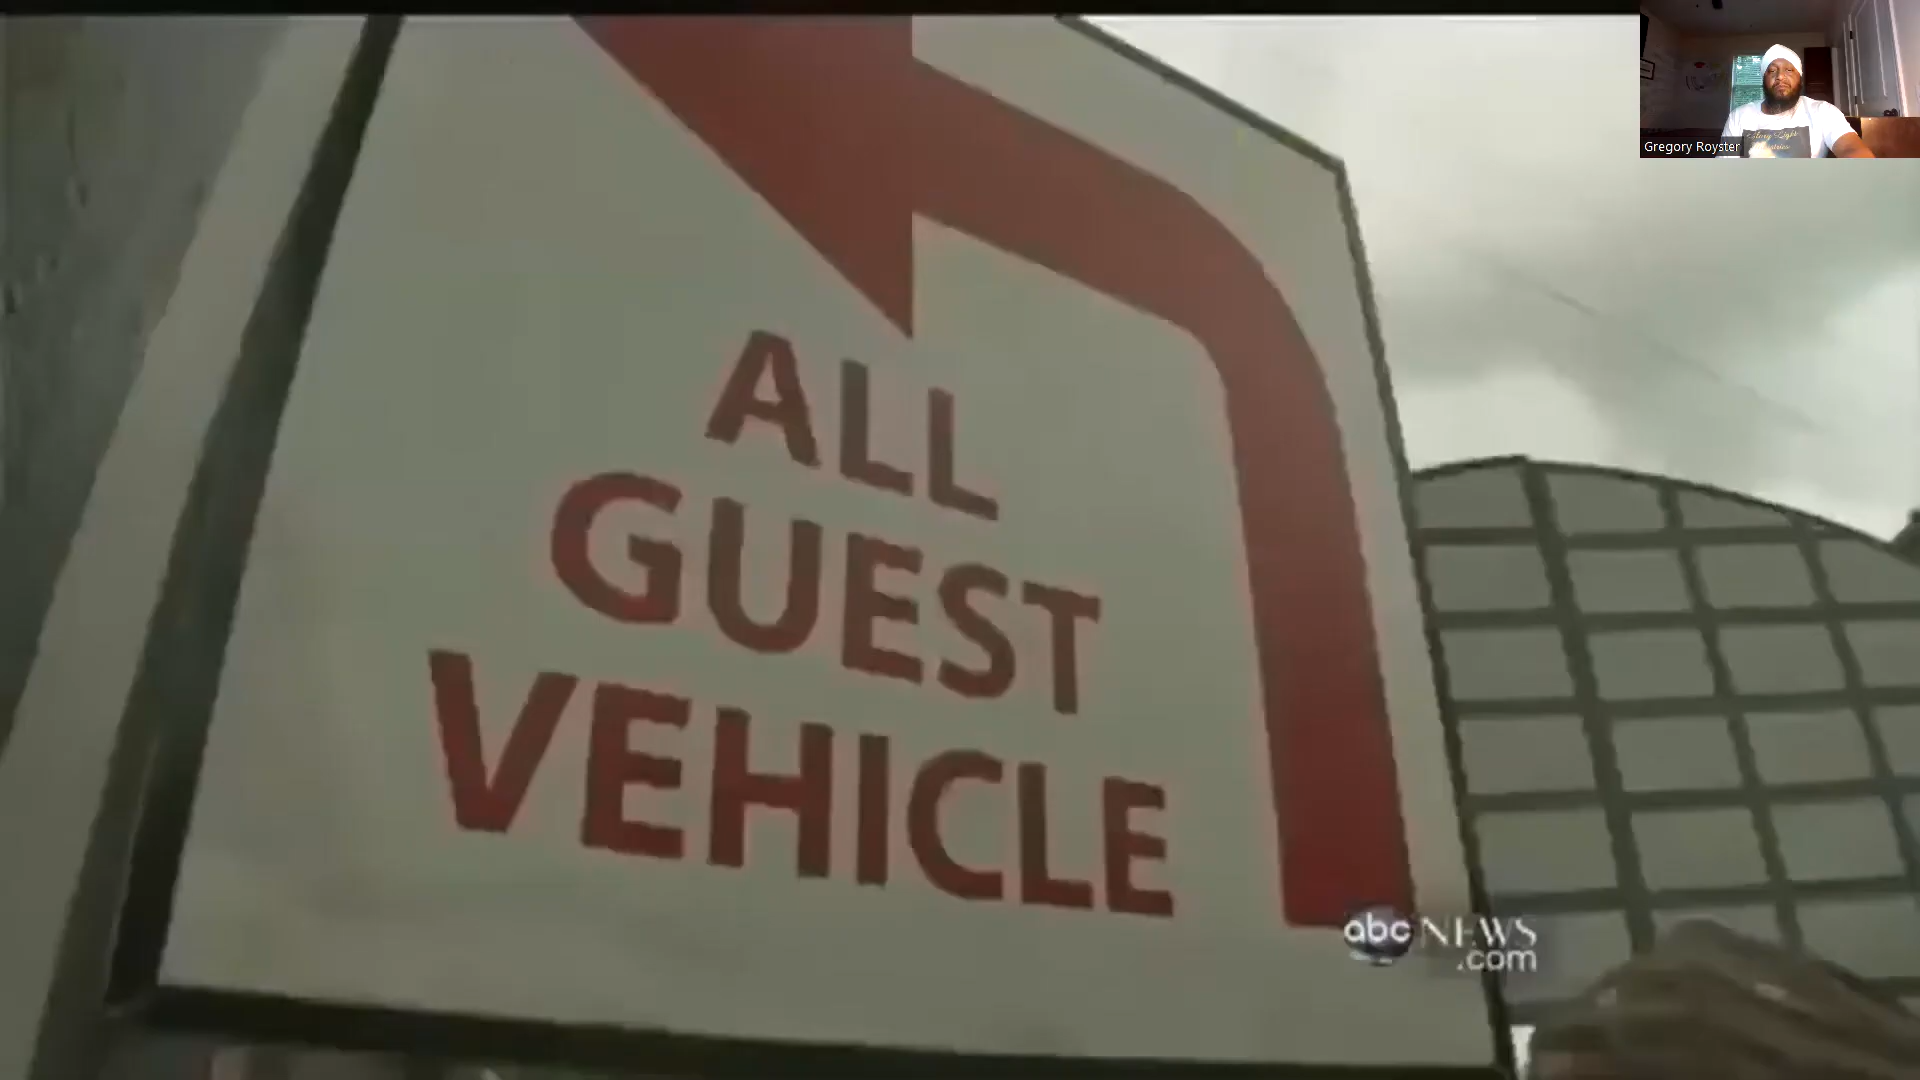 Gregory Royster
ALL
GUEST
VEHICLE
abc NEWS
.com